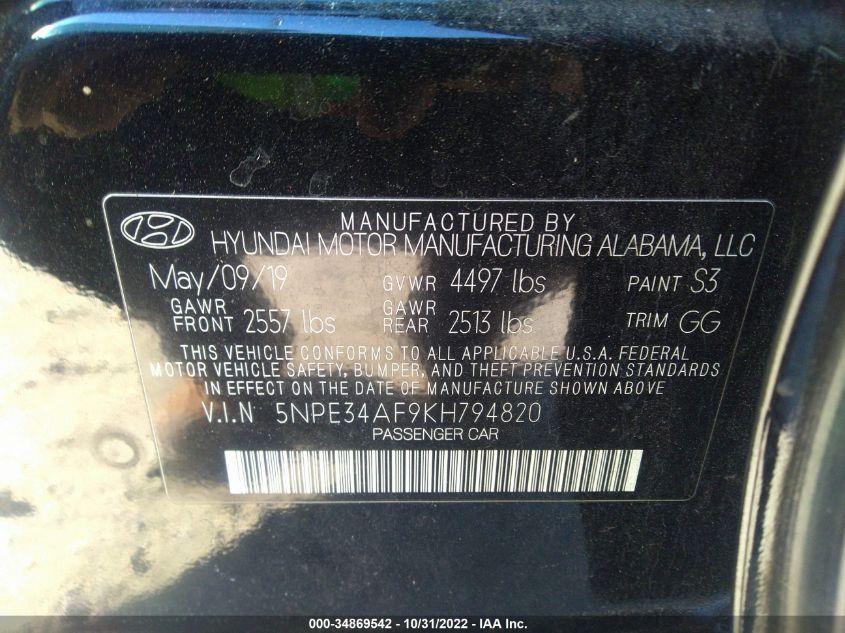 MANUFACTURED BY
HYUNDAI MOTOR MANUFACTURING ALABAMA, LLC
May/09/19 GVWR 4497 lbs PAINT S3
GAWR FRONT 2557 lbs GAWR REAR 2513 lbs TRIM GG
THIS VEHICLE CONFORMS TO ALL APPLICABLE U.S.A. FEDERAL
MOTOR VEHICLE SAFETY, BUMPER, AND THEFT PREVENTION STANDARDS
IN EFFECT ON THE DATE OF MANUFACTURE SHOWN ABOVE
V.I.N 5NPE34AF9KH794820
PASSENGER CAR
000-34869542 - 10/31/2022 - IAA Inc.